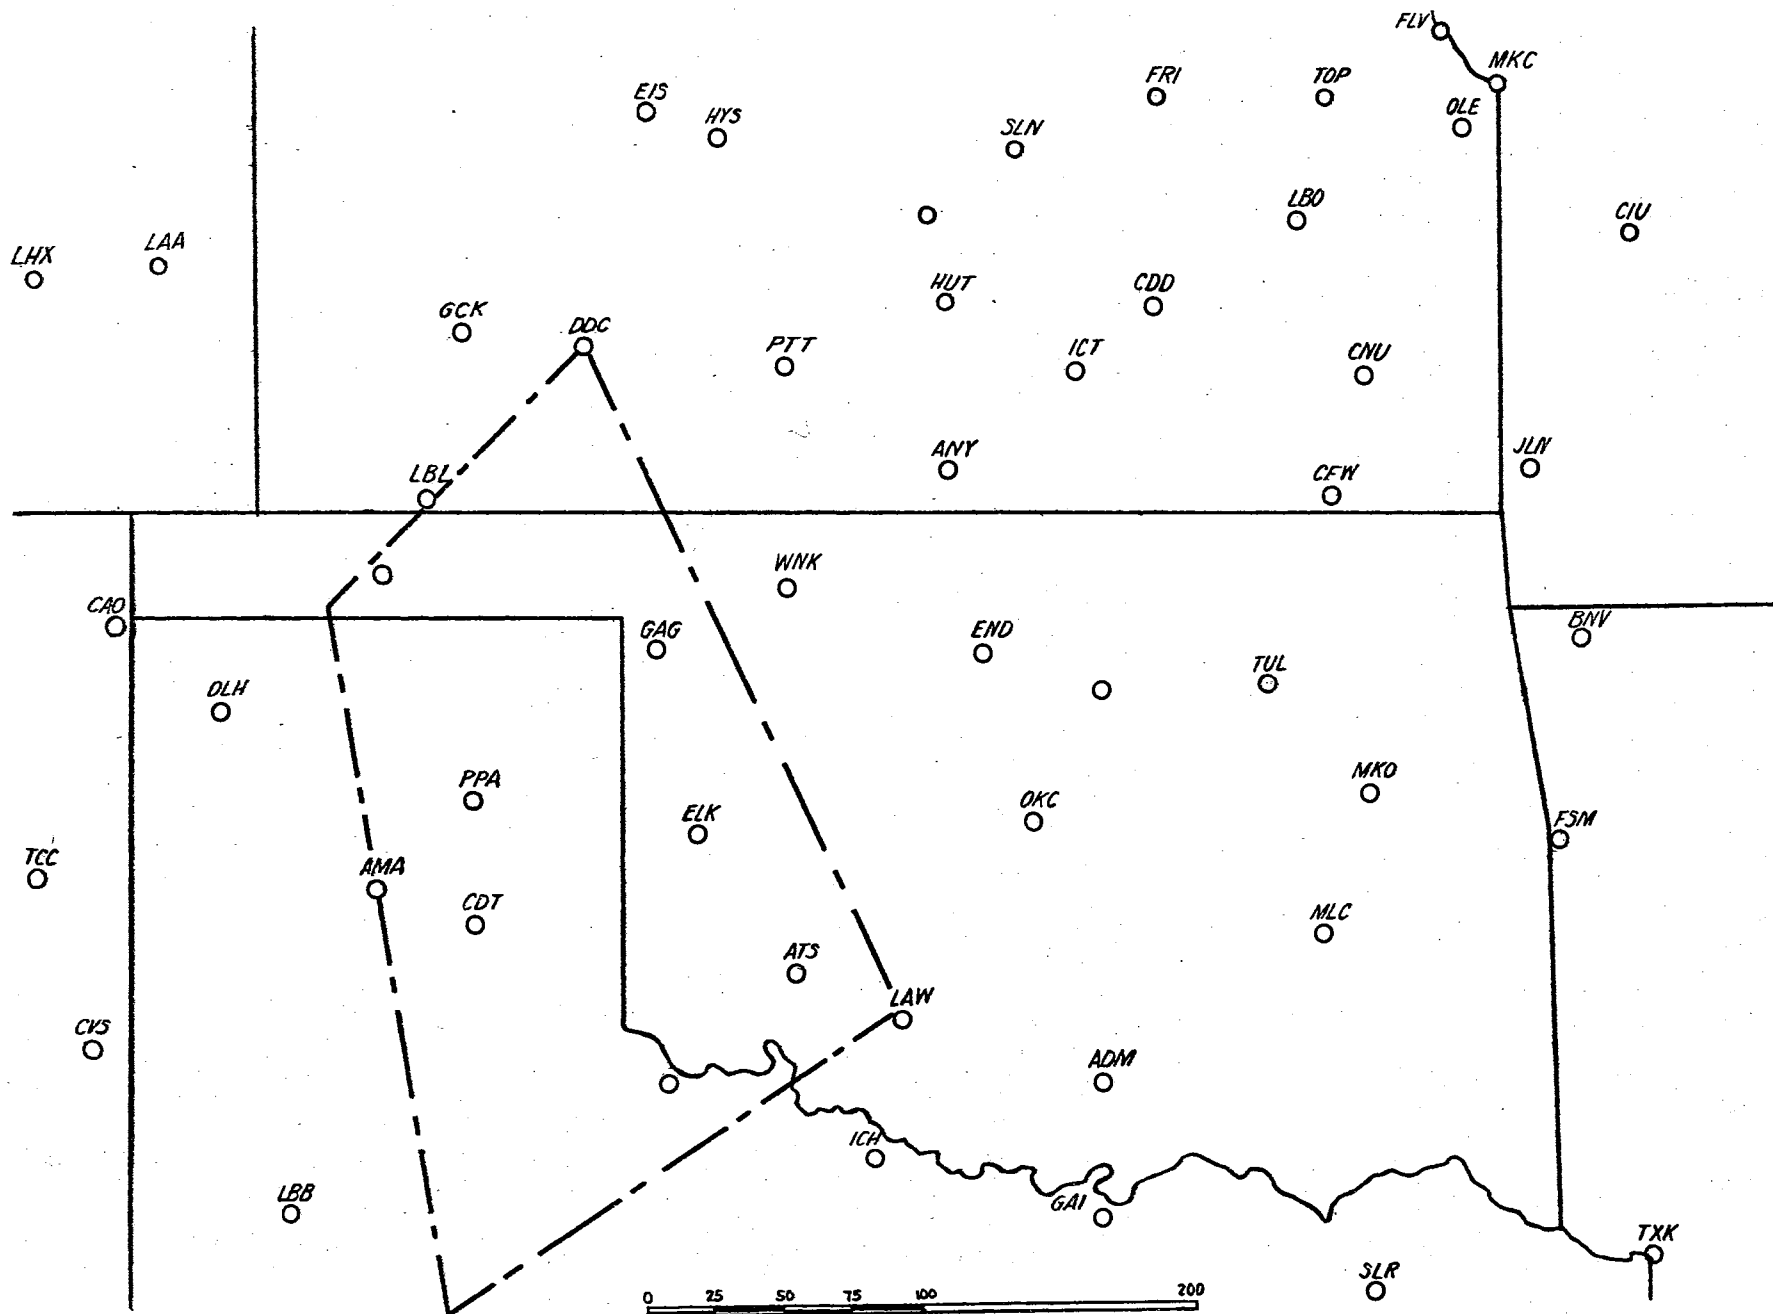 FLV
MKC
EIS
HYS
SLN
FRI
TOP
OLE
LBO
CIU
LHX
LAA
GCK
DDC
PTT
HUT
CDD
ICT
CNU
LBL
ANY
CFW
JLN
CAO
WNK
GAG
END
TUL
BNV
DLH
PPA
ELK
OKC
MKO
FSM
TCC
AMA
CDT
MLC
ATS
LAW
CVS
ADM
ICH
LBB
GAI
TXK
SLR
0 25 50 75 100 200